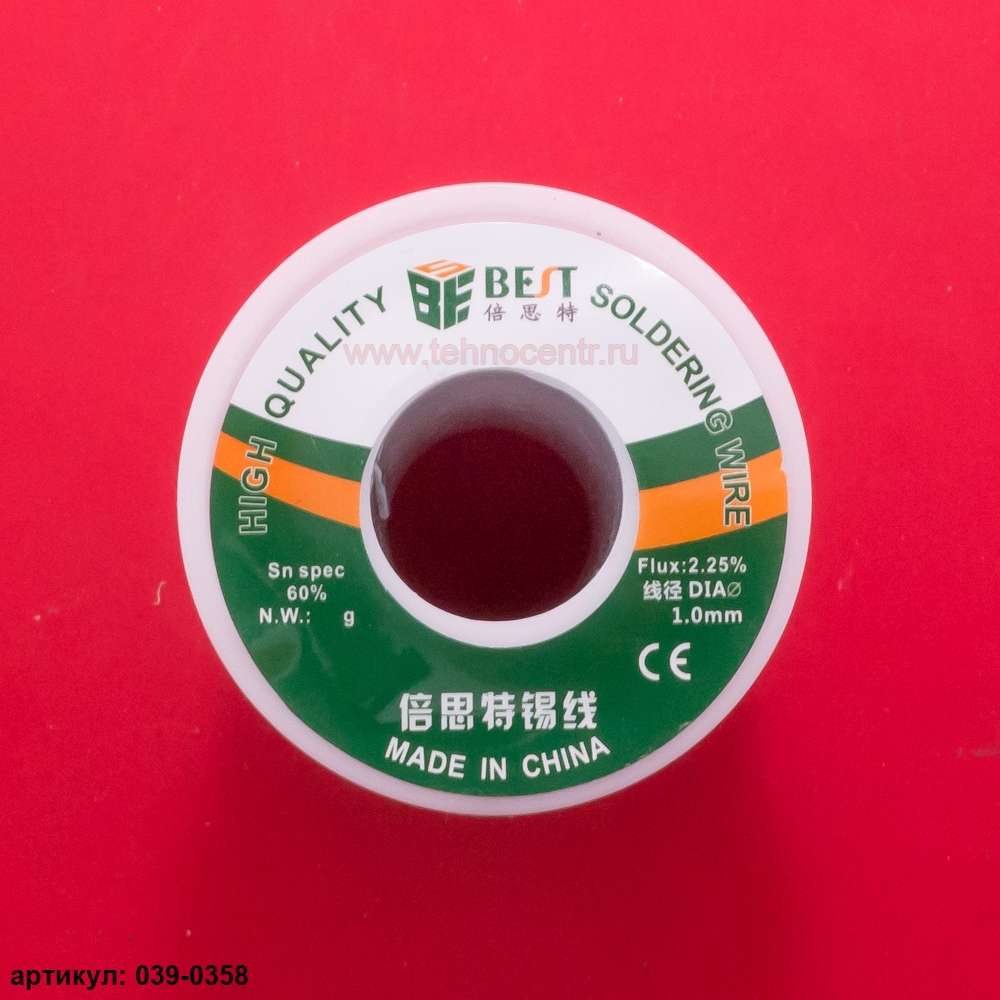 BEST
倍思特
HIGH QUALITY
SOLDERING WIRE
www.tehnocentr.ru
Sn spec
60%
N.W.: g
Flux:2.25%
线径 DIA∅
1.0mm
CE
倍思特锡线
MADE IN CHINA
артикул: 039-0358